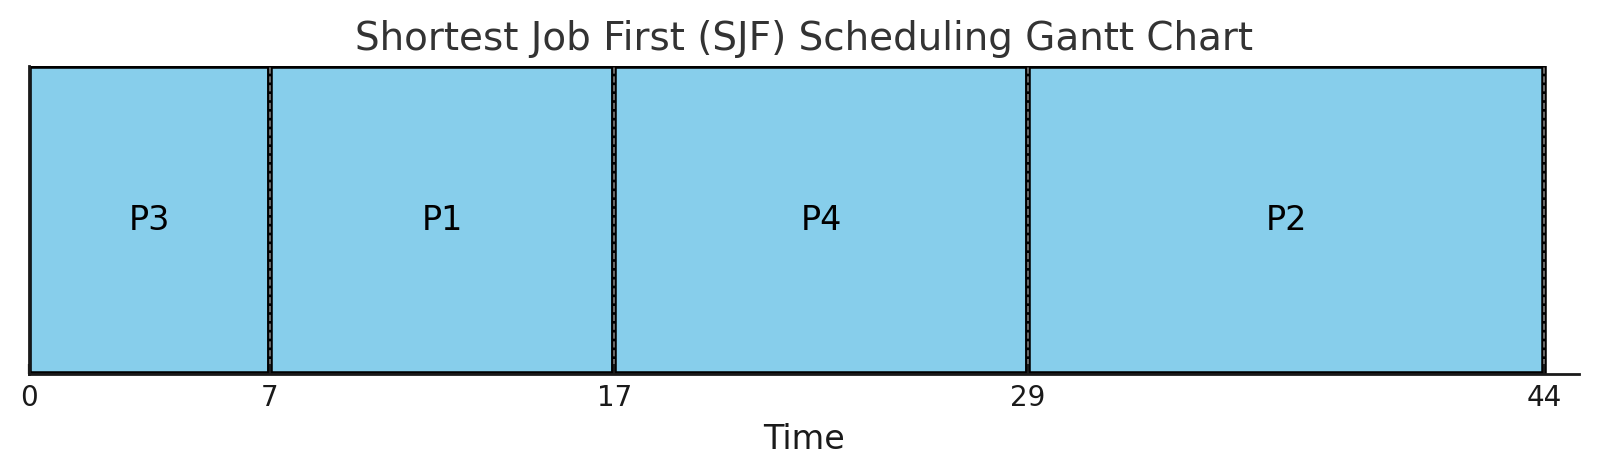 Shortest Job First (SJF) Scheduling Gantt Chart
P3 P1 P4 P2
0 7 17 29 44
Time